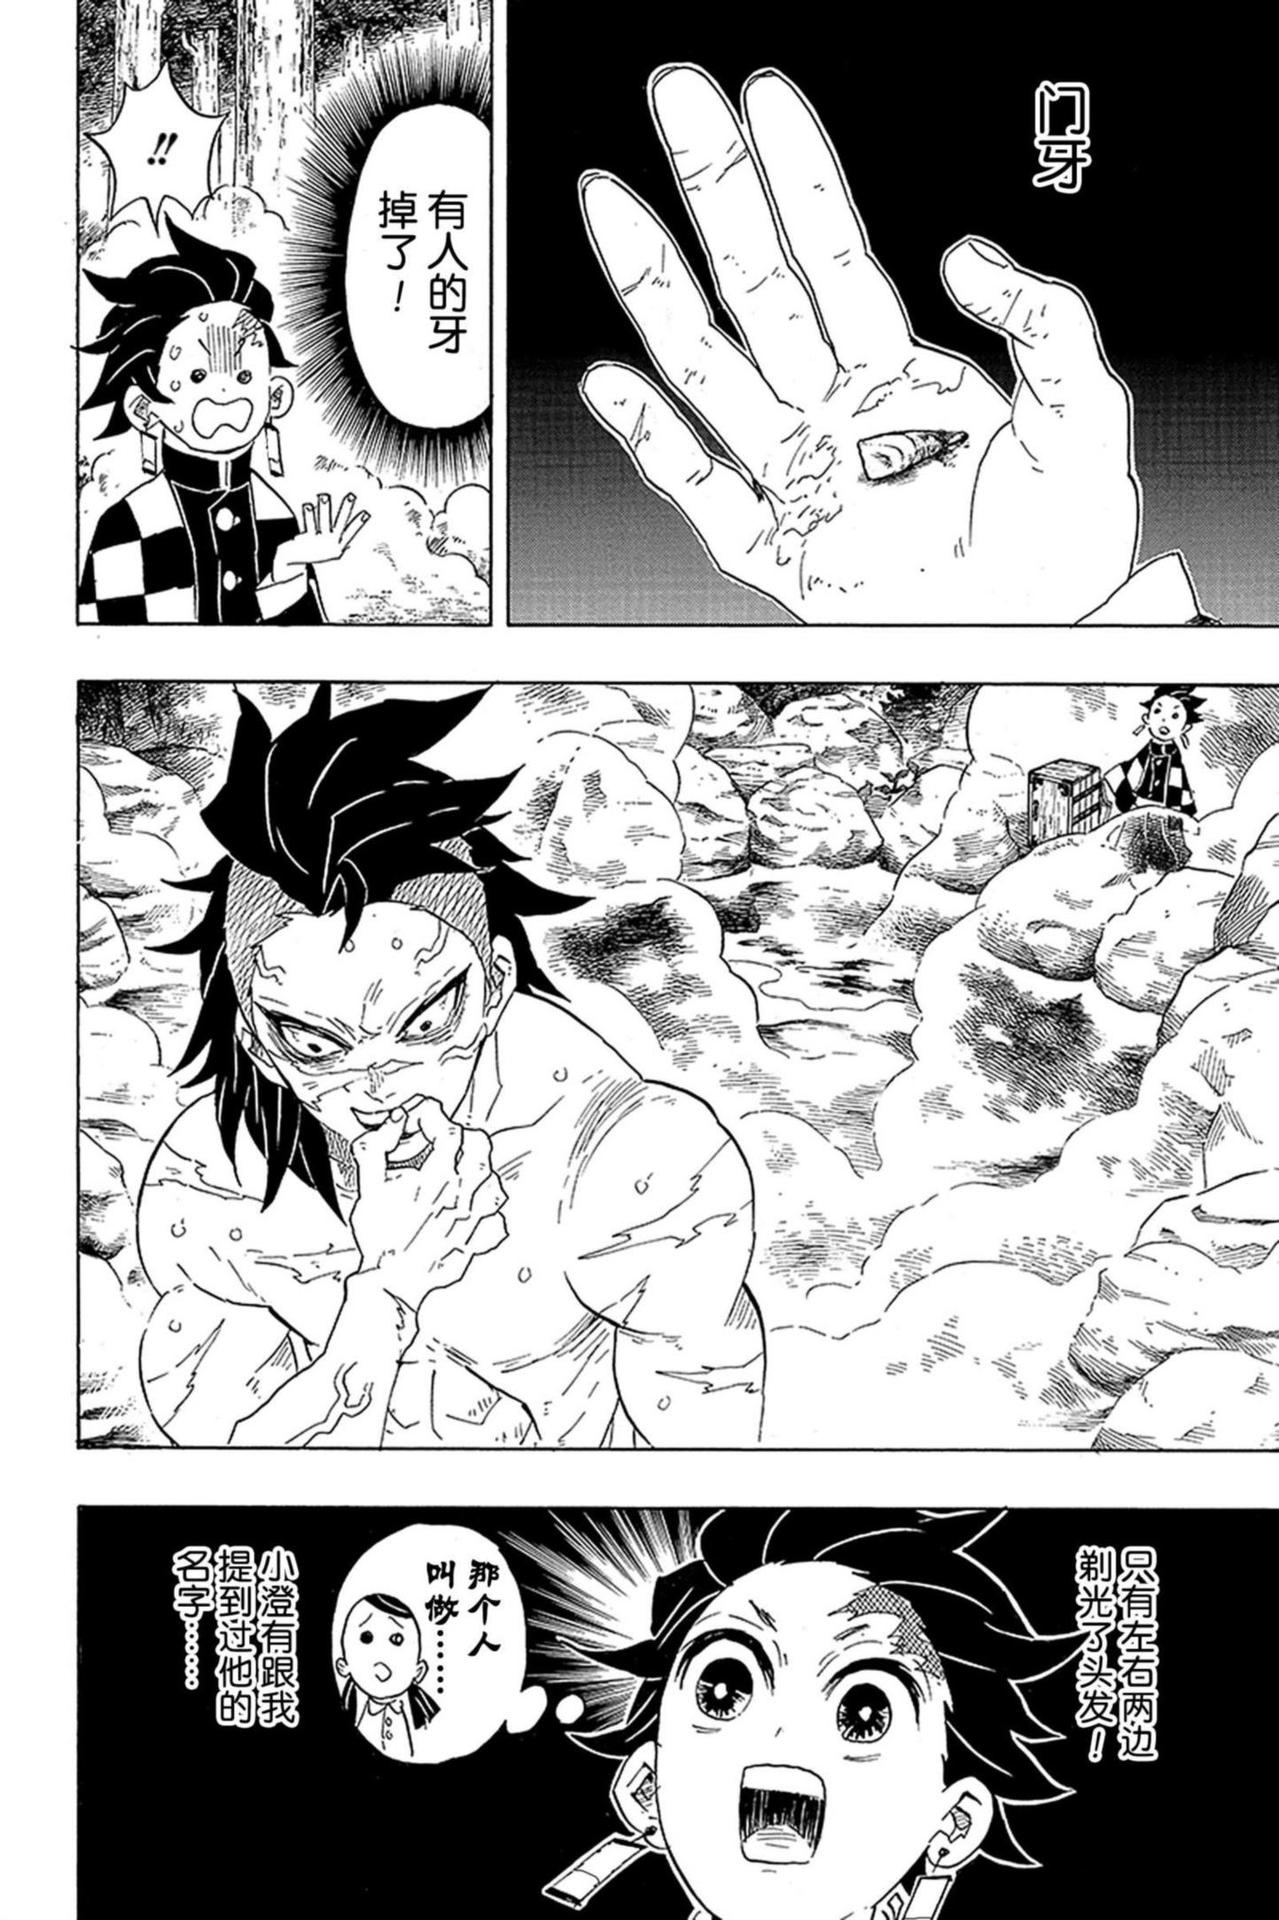 门牙
有人的牙
掉了！
!!
只有左右两边
剃光了头发！
那个人
叫做……
小澄有跟我
提到过他的
名字……